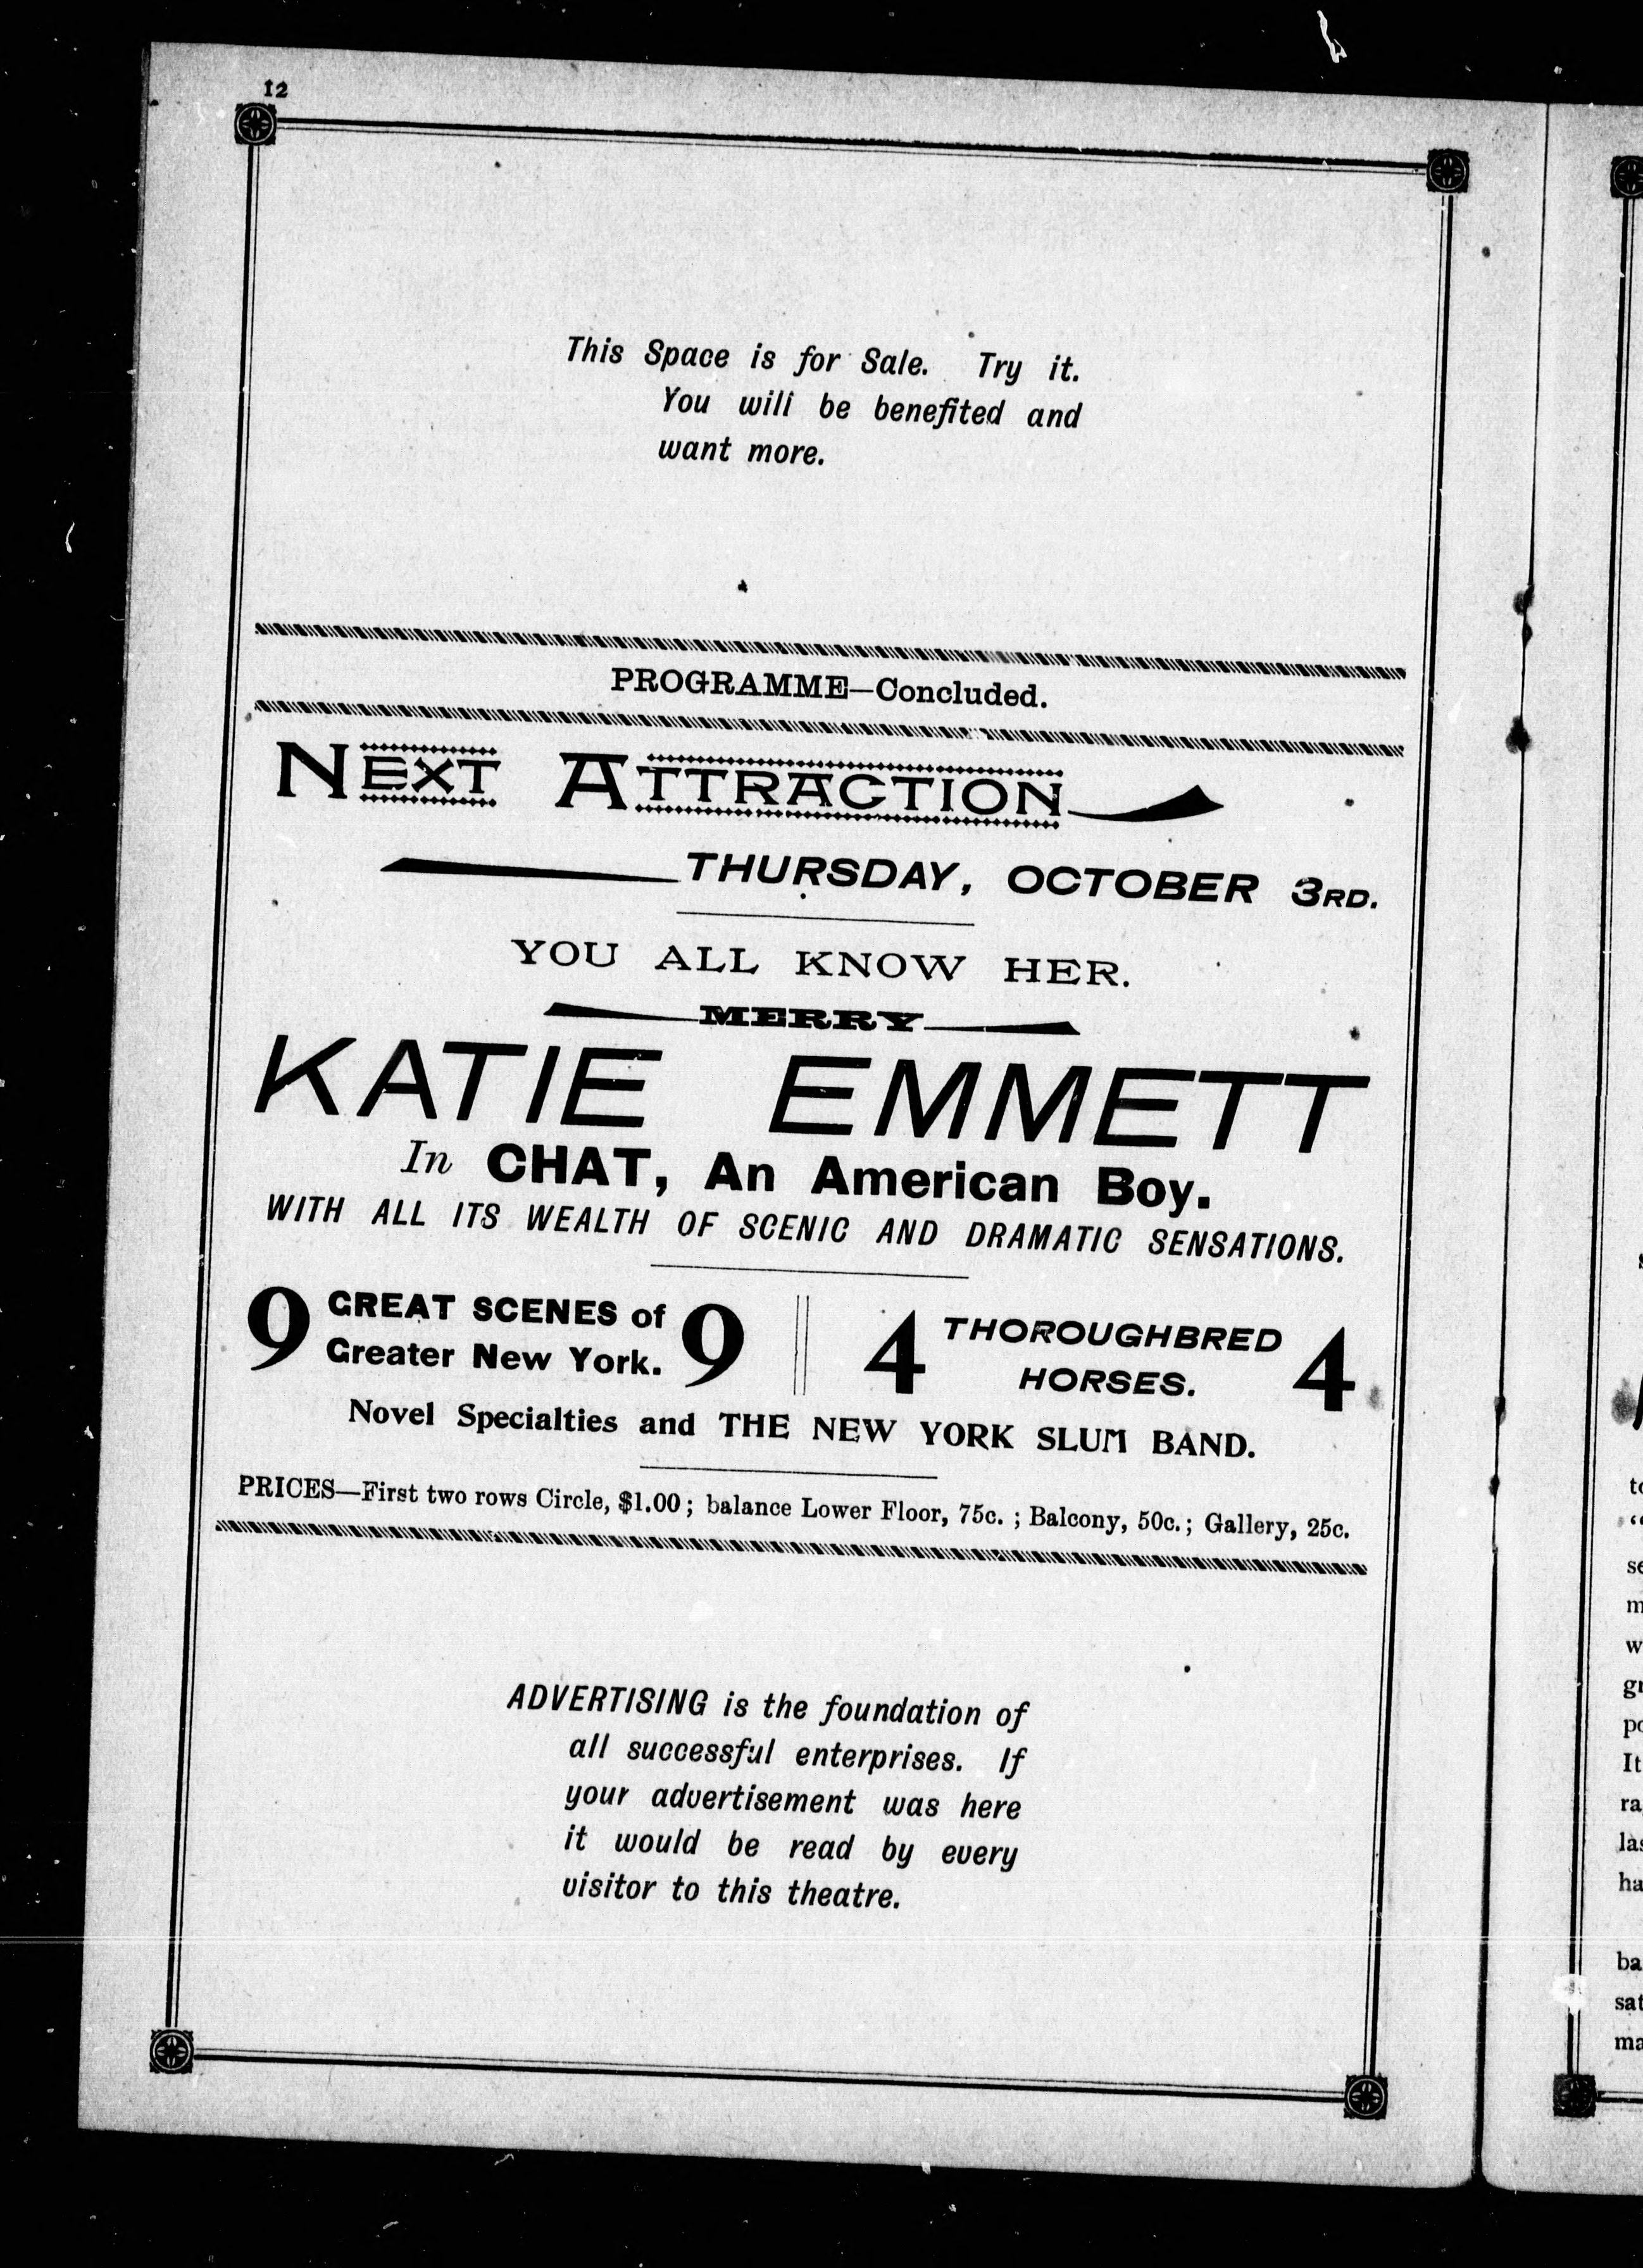 12
This Space is for Sale. Try it.
You will be benefited and
want more.
PROGRAMME—Concluded.
NEXT ATTRACTION
THURSDAY, OCTOBER 3RD.
YOU ALL KNOW HER.
MERRY
KATIE EMMETT
In CHAT, An American Boy.
WITH ALL ITS WEALTH OF SCENIC AND DRAMATIC SENSATIONS.
9 GREAT SCENES of Greater New York. 9
4 THOROUGHBRED HORSES. 4
Novel Specialties and THE NEW YORK SLUM BAND.
PRICES—First two rows Circle, $1.00; balance Lower Floor, 75c. ; Balcony, 50c.; Gallery, 25c.
ADVERTISING is the foundation of
all successful enterprises. If
your advertisement was here
it would be read by every
visitor to this theatre.